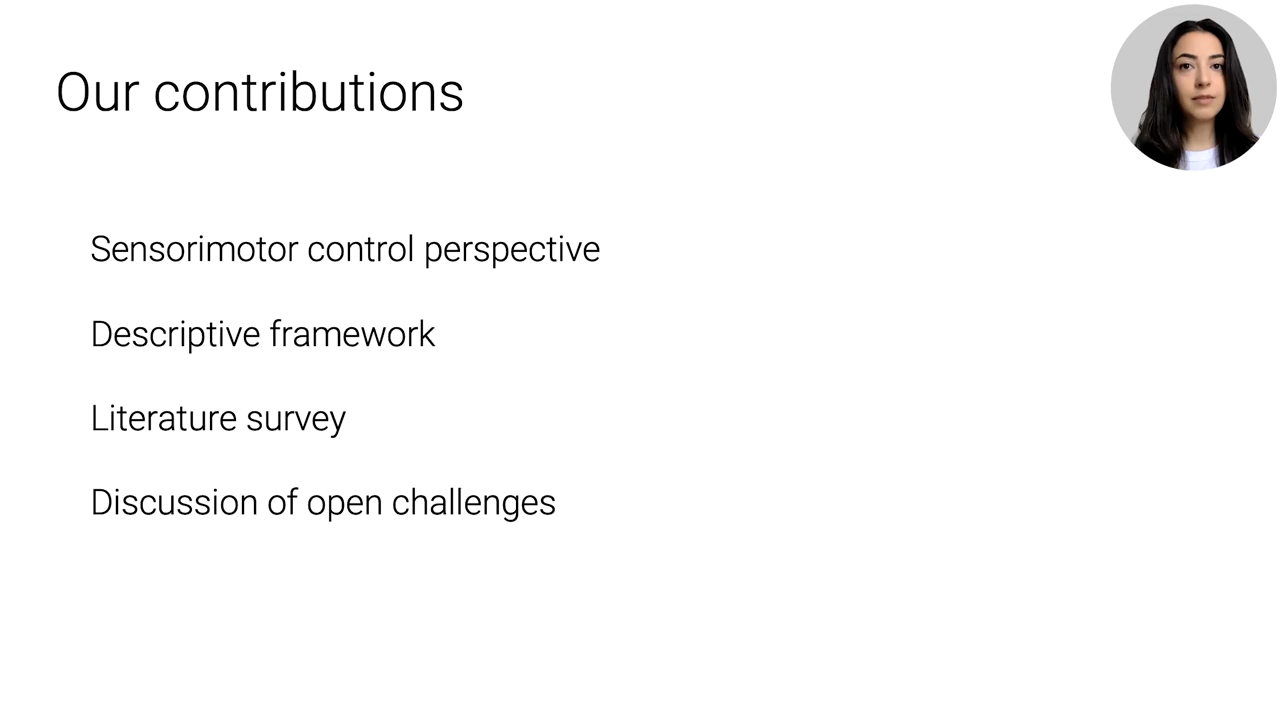 Our contributions
Sensorimotor control perspective
Descriptive framework
Literature survey
Discussion of open challenges